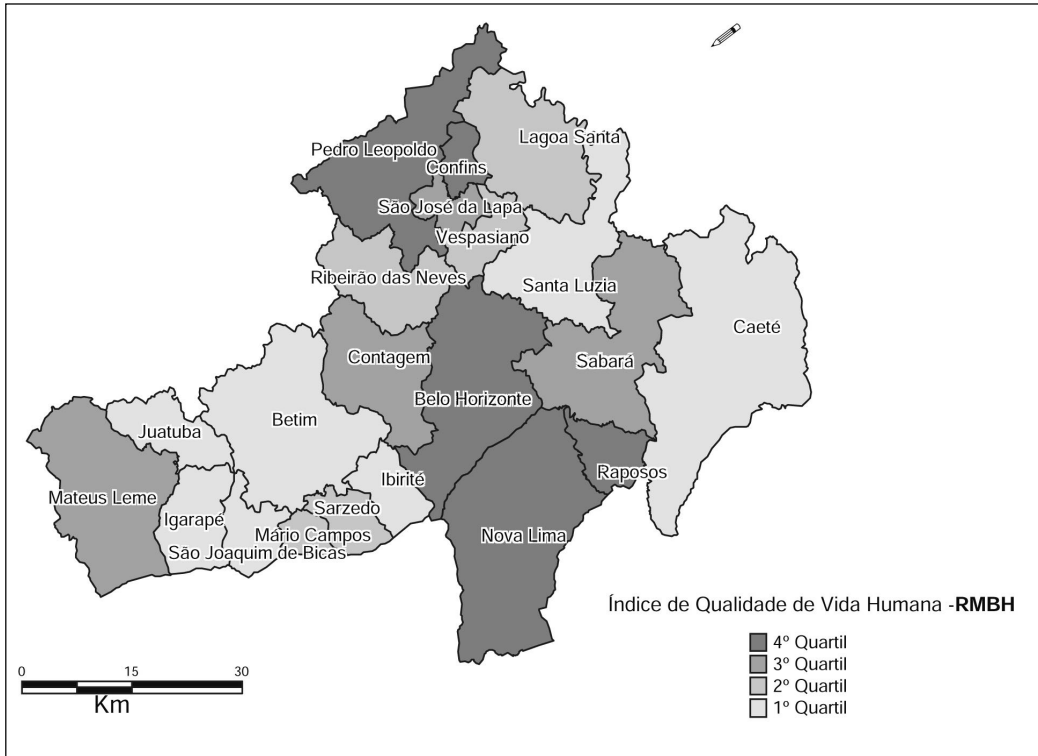 Lagoa Santa
Pedro Leopoldo
Confins
São José da Lapa
Vespasiano
Ribeirão das Neves
Santa Luzia
Caeté
Contagem
Sabará
Belo Horizonte
Betim
Juatuba
Ibirité
Raposos
Mateus Leme
Sarzedo
Igarapé
Mário Campos
Nova Lima
São Joaquim de Bicas
Índice de Qualidade de Vida Humana -RMBH
4º Quartil
3º Quartil
2º Quartil
1º Quartil
0 15 30
Km